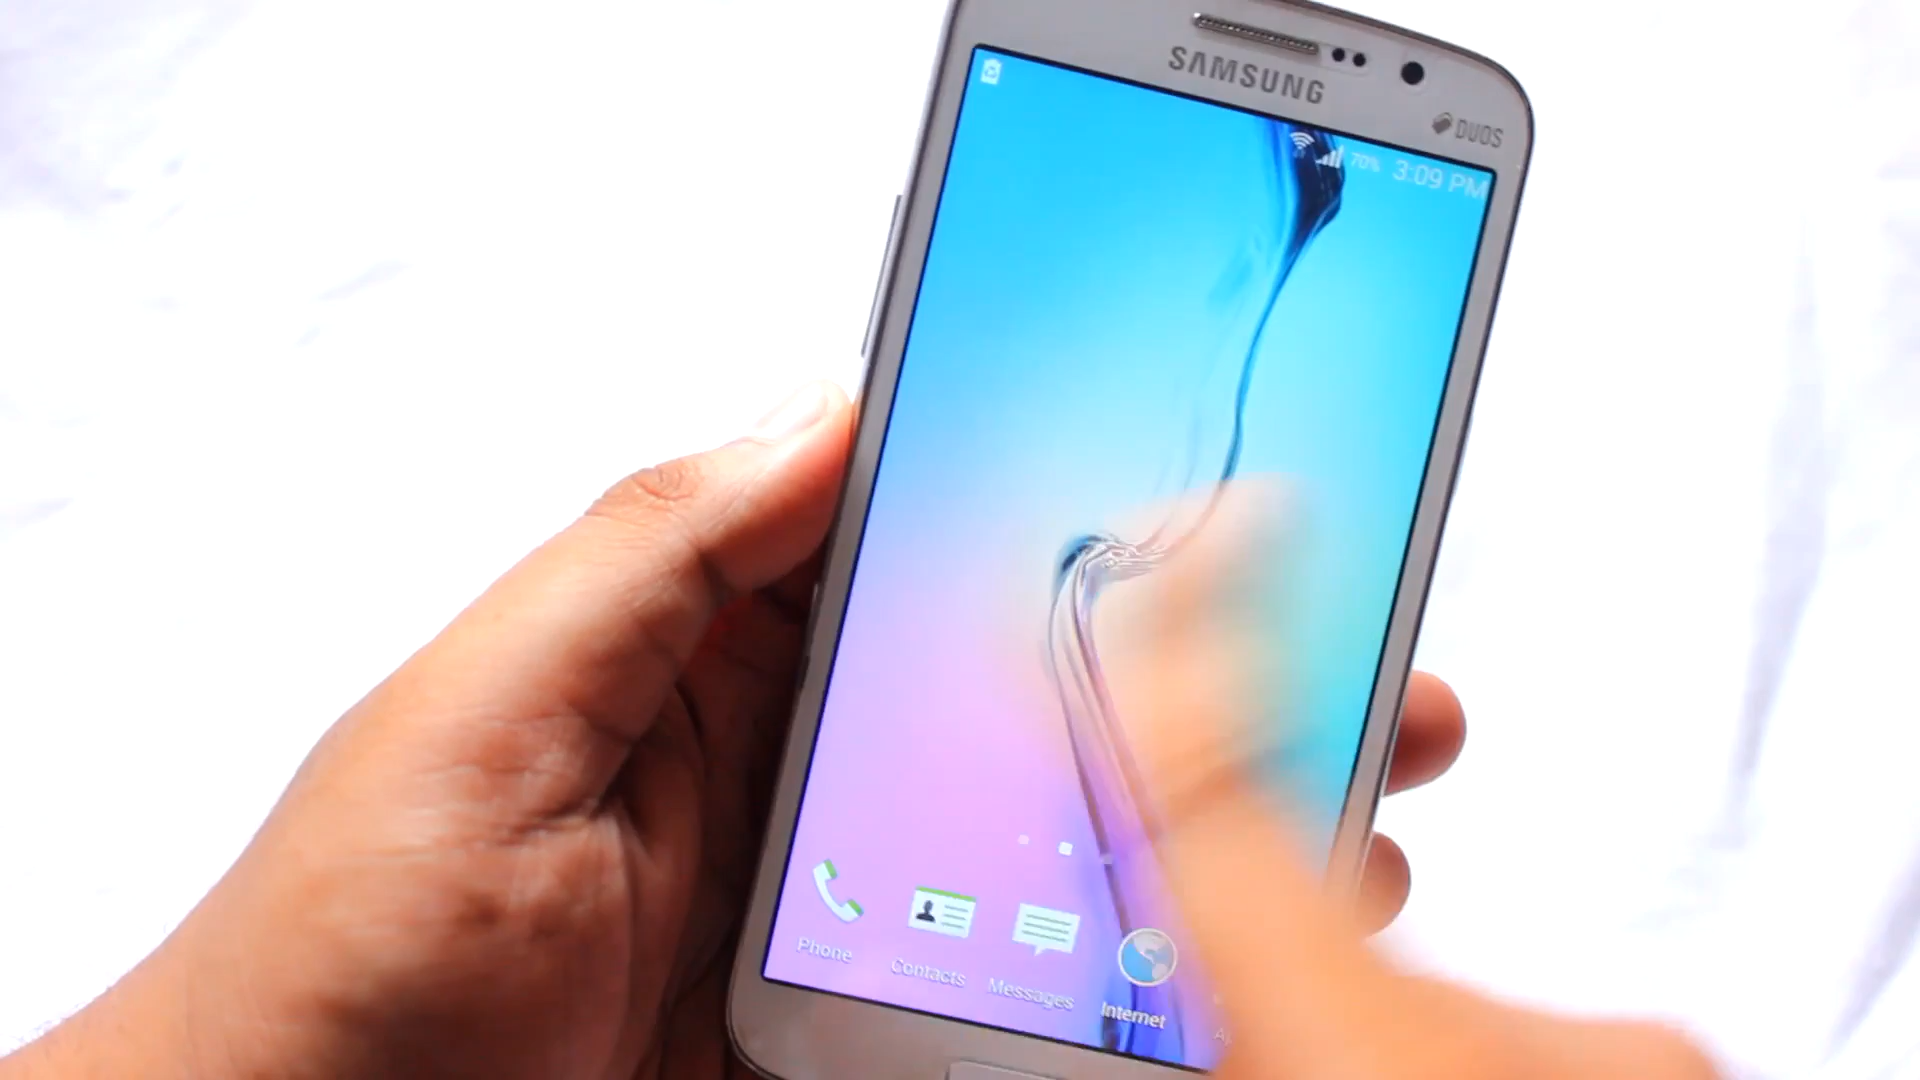 SAMSUNG
DUOS
70% 3:09 PM
Phone
Contacts
Messages
Internet